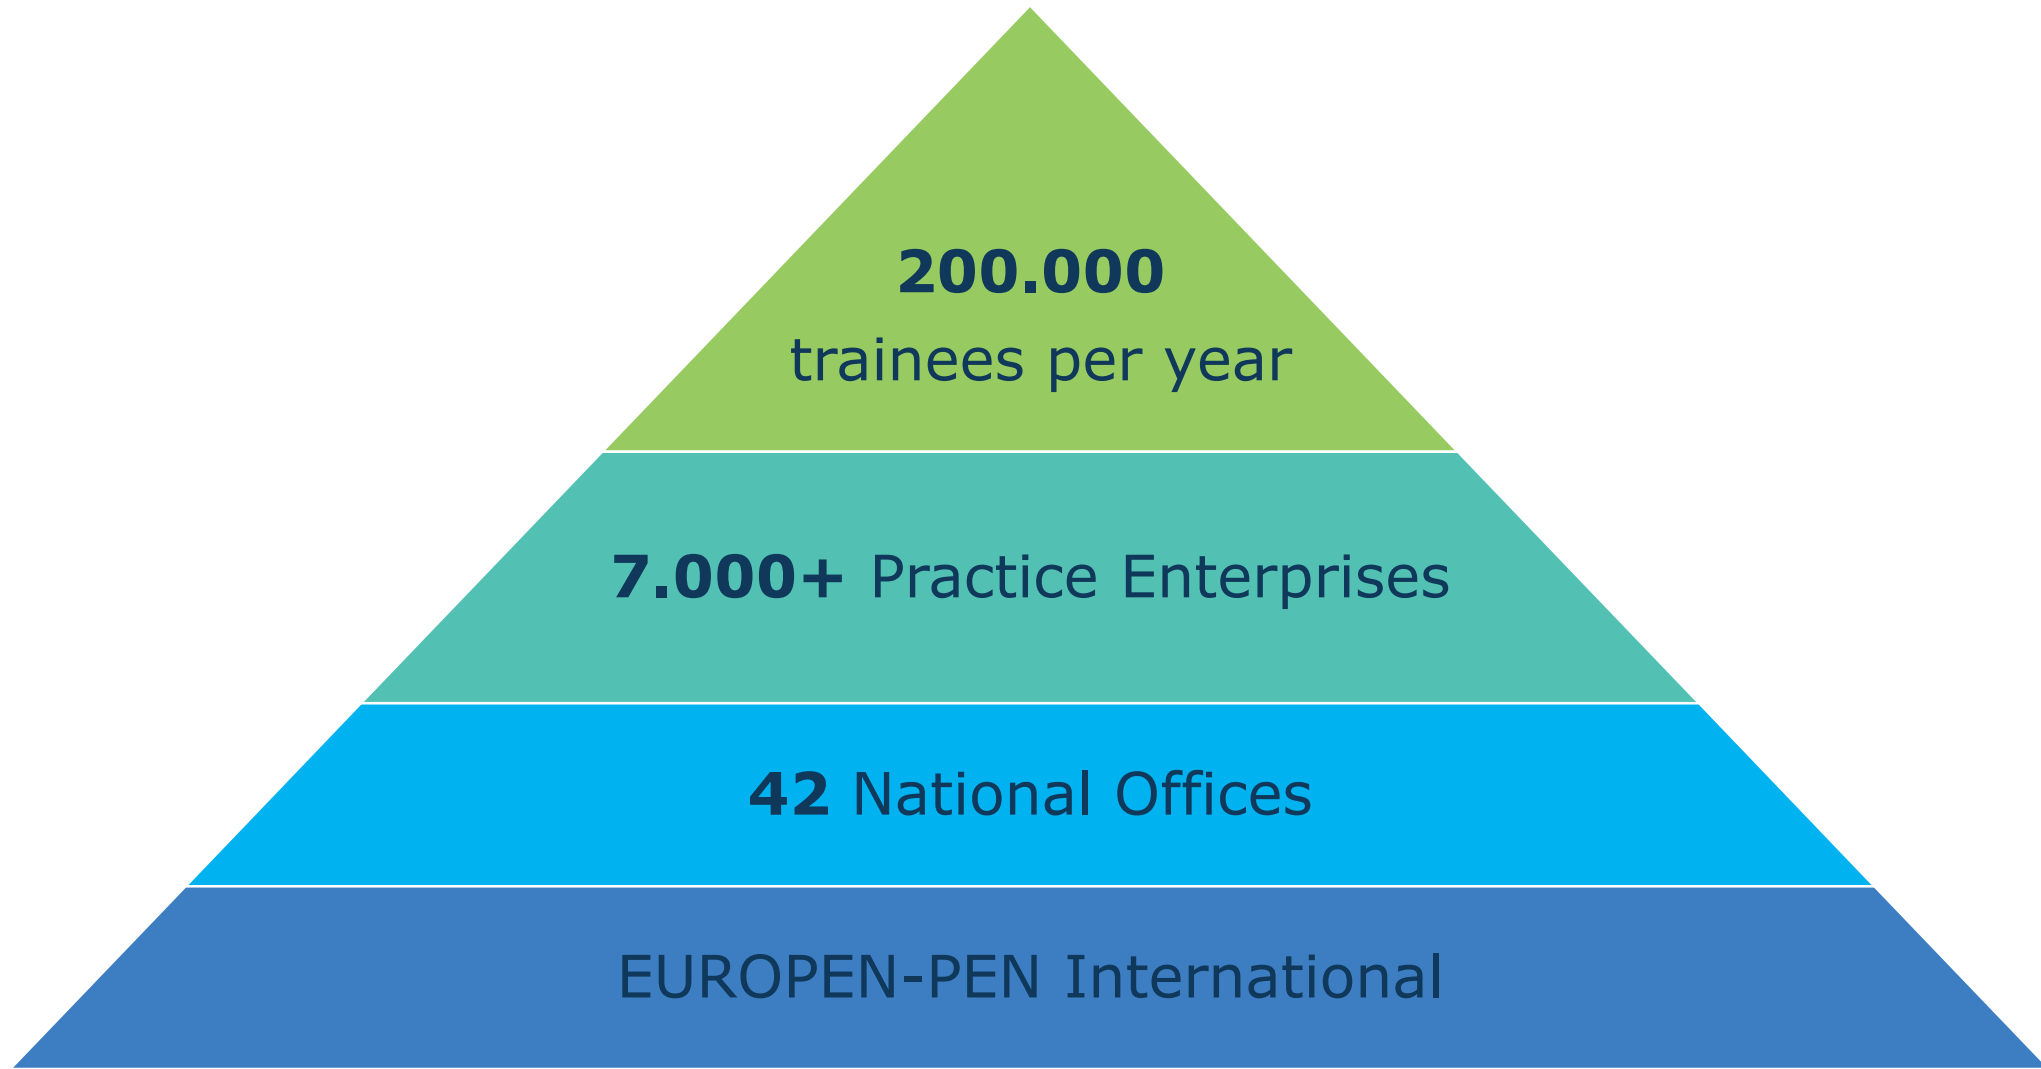 200.000
trainees per year
7.000+ Practice Enterprises
42 National Offices
EUROPEN-PEN International